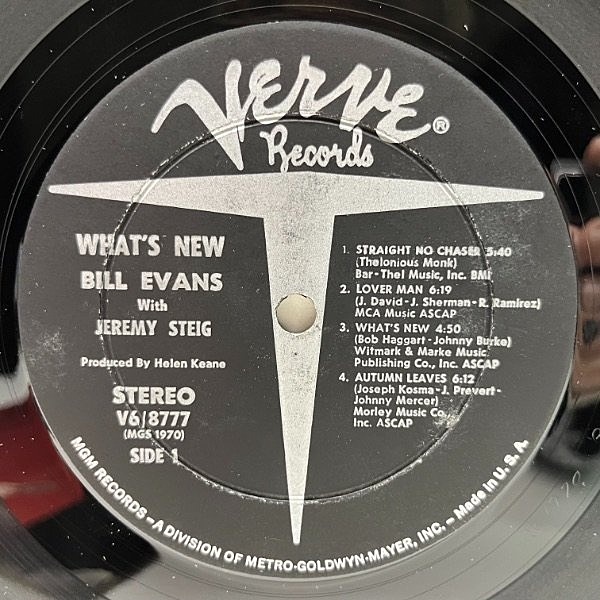 Verve®
Records
WHAT'S NEW
BILL EVANS
With
JEREMY STEIG
Produced By Helen Keane
STEREO
V6/8777
(MGS 1970)
SIDE 1
1. STRAIGHT NO CHASER 5:40
(Thelonious Monk)
Bar-Thel Music, Inc. BMI
2. LOVER MAN 6:19
(J. David-J. Sherman-R. Ramirez)
MCA Music ASCAP
3. WHAT'S NEW 4:50
(Bob Haggart-Johnny Burke)
Witmark & Marke Music
Publishing Co., Inc. ASCAP
4. AUTUMN LEAVES 6:12
(Joseph Kosma-J. Prevert-
Johnny Mercer)
Morley Music Co.,
Inc. ASCAP
MGM RECORDS – A DIVISION OF METRO-GOLDWYN-MAYER, INC. – Made in U. S. A.